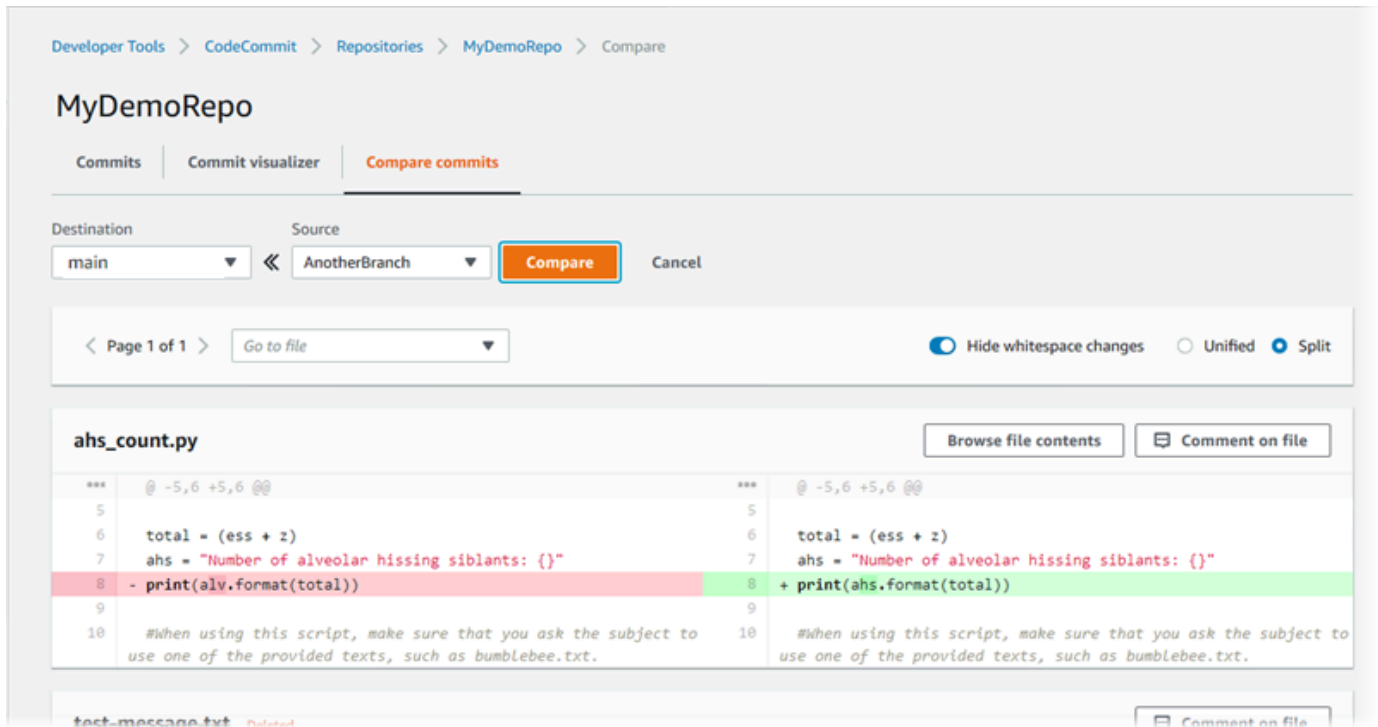 Developer Tools > CodeCommit > Repositories > MyDemoRepo > Compare
MyDemoRepo
Commits Commit visualizer Compare commits
Destination Source
main AnotherBranch Compare Cancel
< Page 1 of 1 > Go to file Hide whitespace changes Unified Split
ahs_count.py Browse file contents Comment on file
*** @ -5,6 +5,6 @@ *** @ -5,6 +5,6 @@
5 5
6 total = (ess + z) 6 total = (ess + z)
7 ahs = "Number of alveolar hissing siblants: {}" 7 ahs = "Number of alveolar hissing siblants: {}"
8 - print(alv.format(total)) 8 + print(ahs.format(total))
9 9
10 #When using this script, make sure that you ask the subject to 10 #When using this script, make sure that you ask the subject to
use one of the provided texts, such as bumblebee.txt. use one of the provided texts, such as bumblebee.txt.
test-message.txt Deleted Comment on file